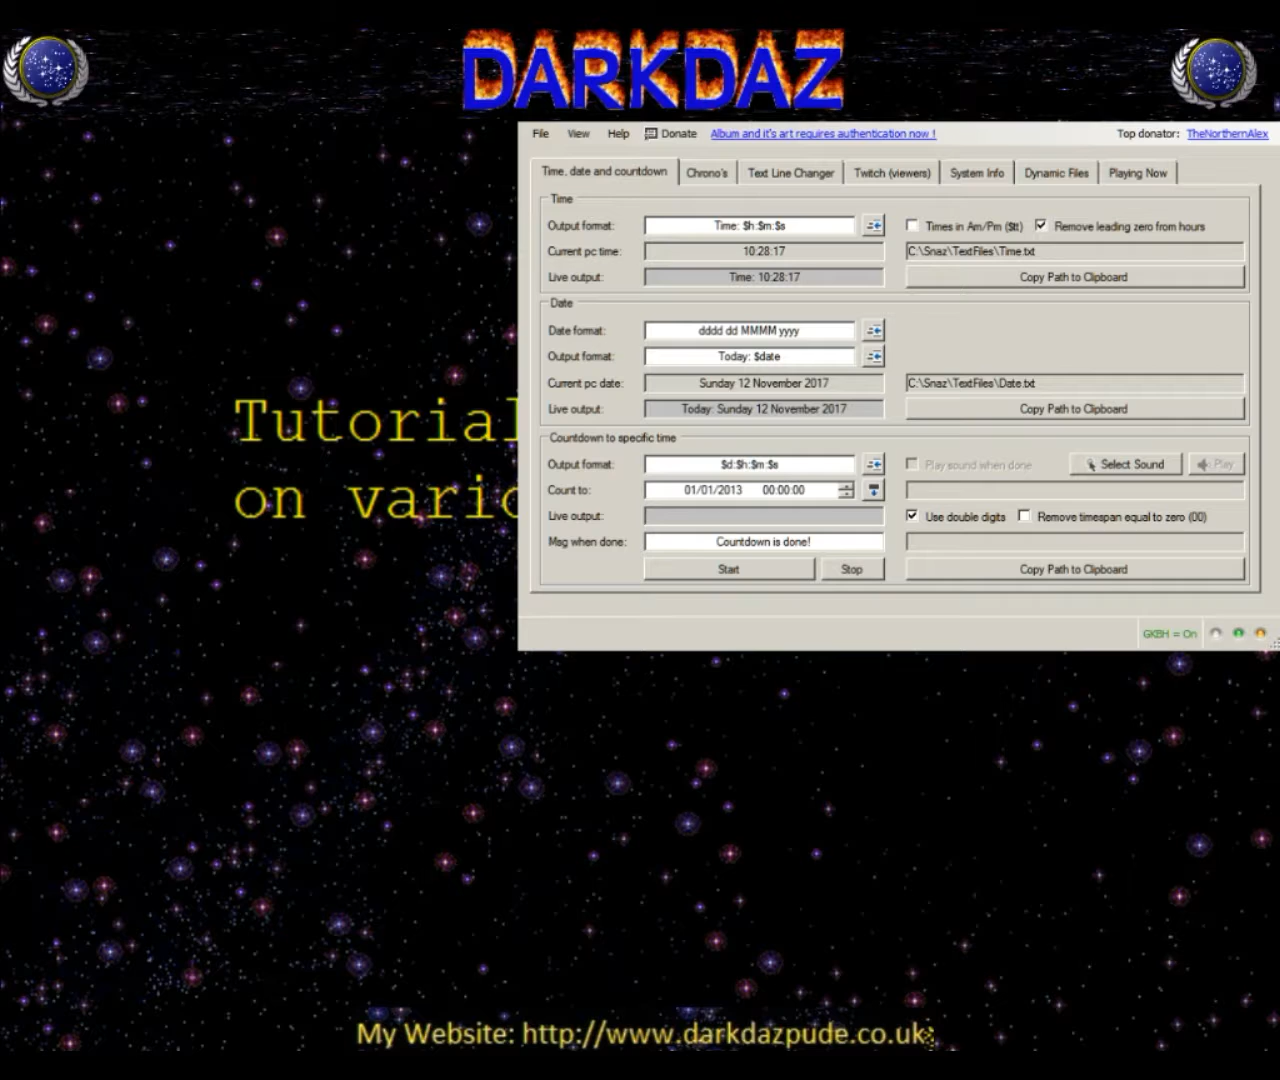 DARKDAZ
File View Help Donate Album and it's art requires authentication now ! Top donator: TheNorthernAlex
Time, date and countdown Chrono's Text Line Changer Twitch (viewers) System Info Dynamic Files Playing Now
Time
Output format: Time: $h:$m:$s Times in Am/Pm ($tt) Remove leading zero from hours
Current pc time: 10:28:17 C:\Snaz\TextFiles\Time.txt
Live output: Time: 10:28:17 Copy Path to Clipboard
Date
Date format: dddd dd MMMM yyyy
Output format: Today: $date
Current pc date: Sunday 12 November 2017 C:\Snaz\TextFiles\Date.txt
Live output: Today: Sunday 12 November 2017 Copy Path to Clipboard
Tutorial
on vario
Countdown to specific time
Output format: $d:$h:$m:$s Play sound when done Select Sound Play
Count to: 01/01/2013 00:00:00
Live output: Use double digits Remove timespan equal to zero (00)
Msg when done: Countdown is done!
Start Stop Copy Path to Clipboard
GKBH = On
My Website: http://www.darkdazpude.co.uk